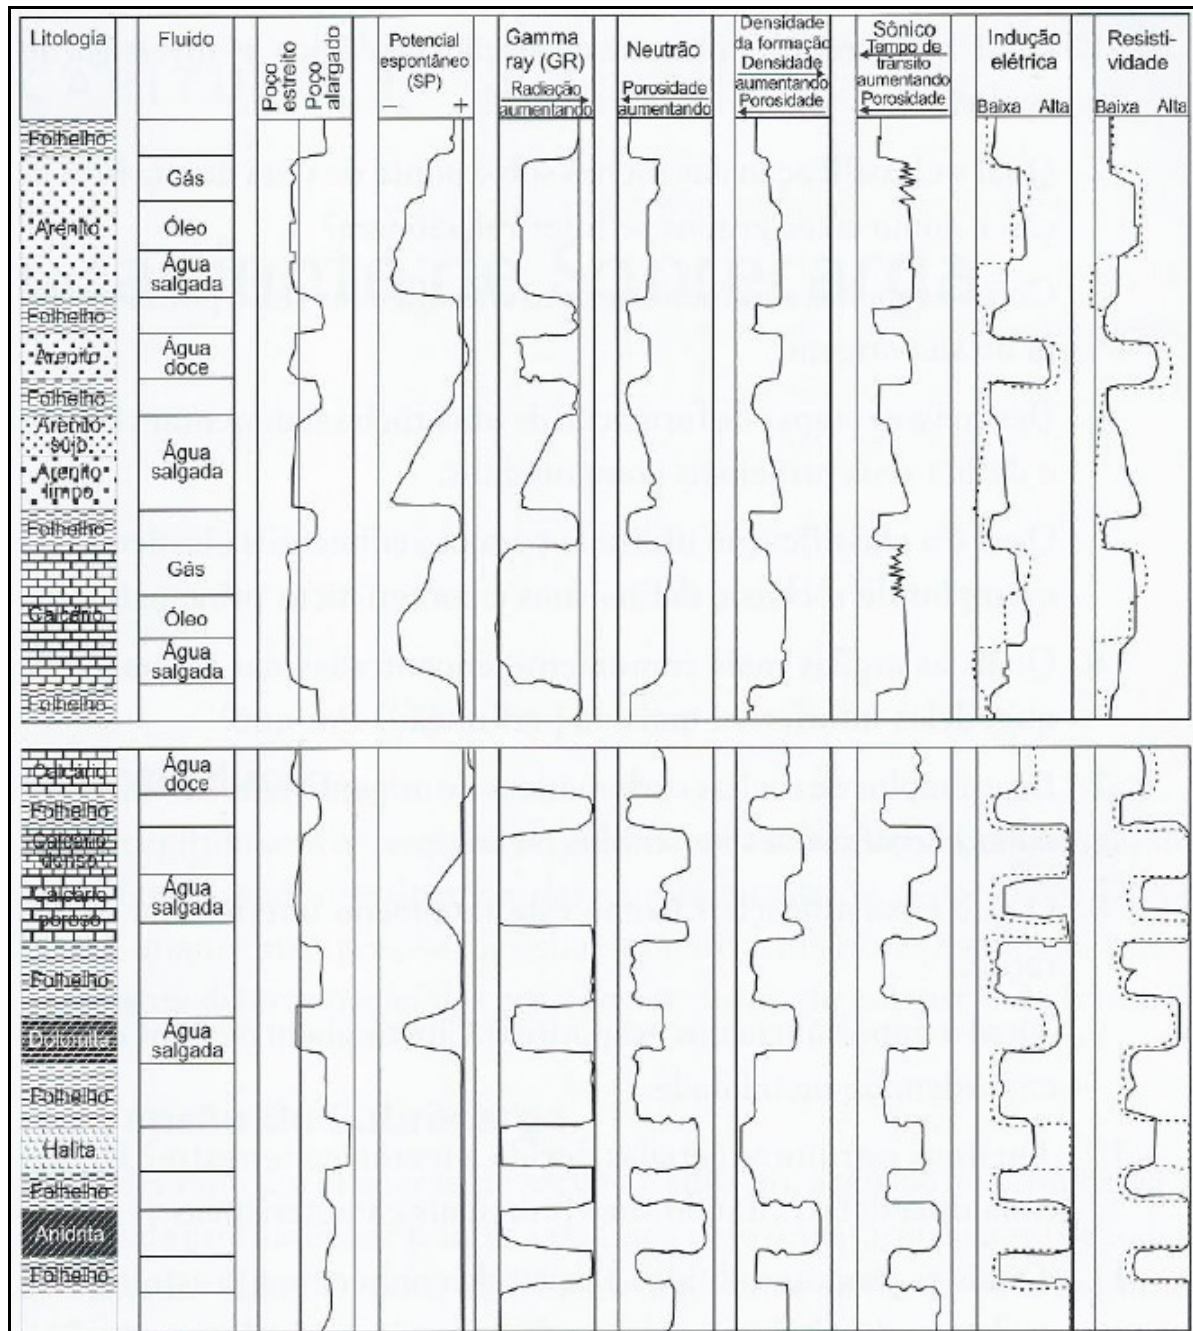 Litologia
Fluido
Poço
estreito
Poço
alargado
Potencial
espontâneo
(SP)
–
+
Gamma
ray (GR)
Radiação
aumentando
Neutrão
Porosidade
aumentando
Densidade
da formação
Densidade
aumentando
Porosidade
Sônico
Tempo de
trânsito
aumentando
Porosidade
Indução
elétrica
Baixa Alta
Resisti-
vidade
Baixa Alta
Folhelho
Arenito
Gás
Óleo
Água
salgada
Folhelho
Arenito
Água
doce
Folhelho
Arenito
sujo
Arenito
limpo
Água
salgada
Folhelho
Calcário
Gás
Óleo
Água
salgada
Folhelho
Calcário
Água
doce
Folhelho
Calcário
denso
Calcário
poroso
Água
salgada
Folhelho
Dolomita
Água
salgada
Folhelho
Halita
Folhelho
Anidrita
Folhelho